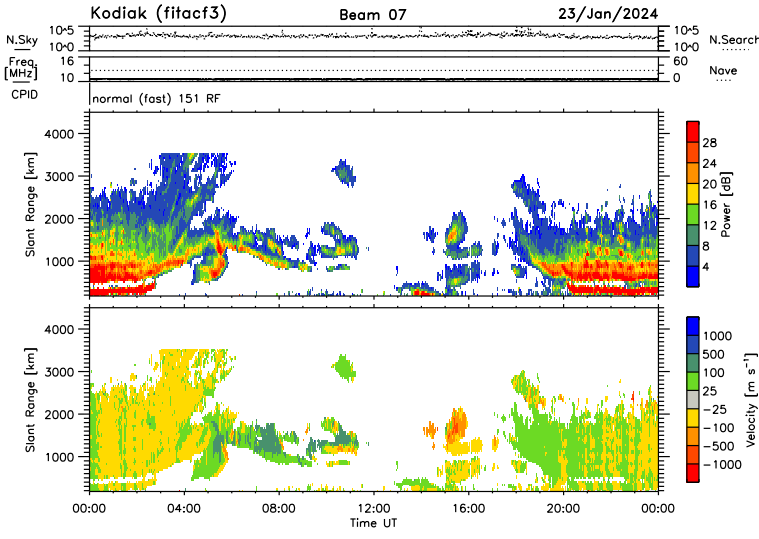 Kodiak (fitacf3) Beam 07 23/Jan/2024
N.Sky 10^5 10^0 10^5 10^0 N.Search
Freq. [MHz] 16 10 60 0 Nave
CPID normal (fast) 151 RF
Slant Range [km] 4000 3000 2000 1000
28 24 20 16 12 8 4 Power [dB]
Slant Range [km] 4000 3000 2000 1000
1000 500 100 25 −25 −100 −500 −1000 Velocity [m s⁻¹]
00:00 04:00 08:00 12:00 16:00 20:00 00:00
Time UT